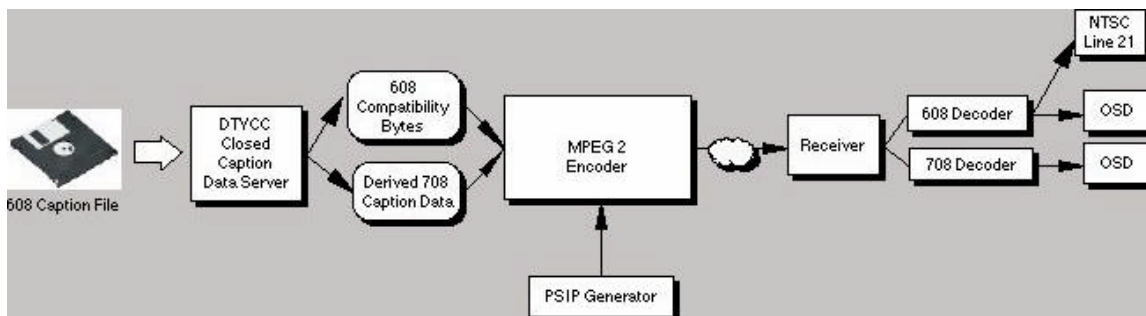 608 Caption File
DTYCC
Closed
Caption
Data Server
608
Compatibility
Bytes
Derived 708
Caption Data
MPEG 2
Encoder
PSIP Generator
Receiver
608 Decoder
708 Decoder
NTSC
Line 21
OSD
OSD